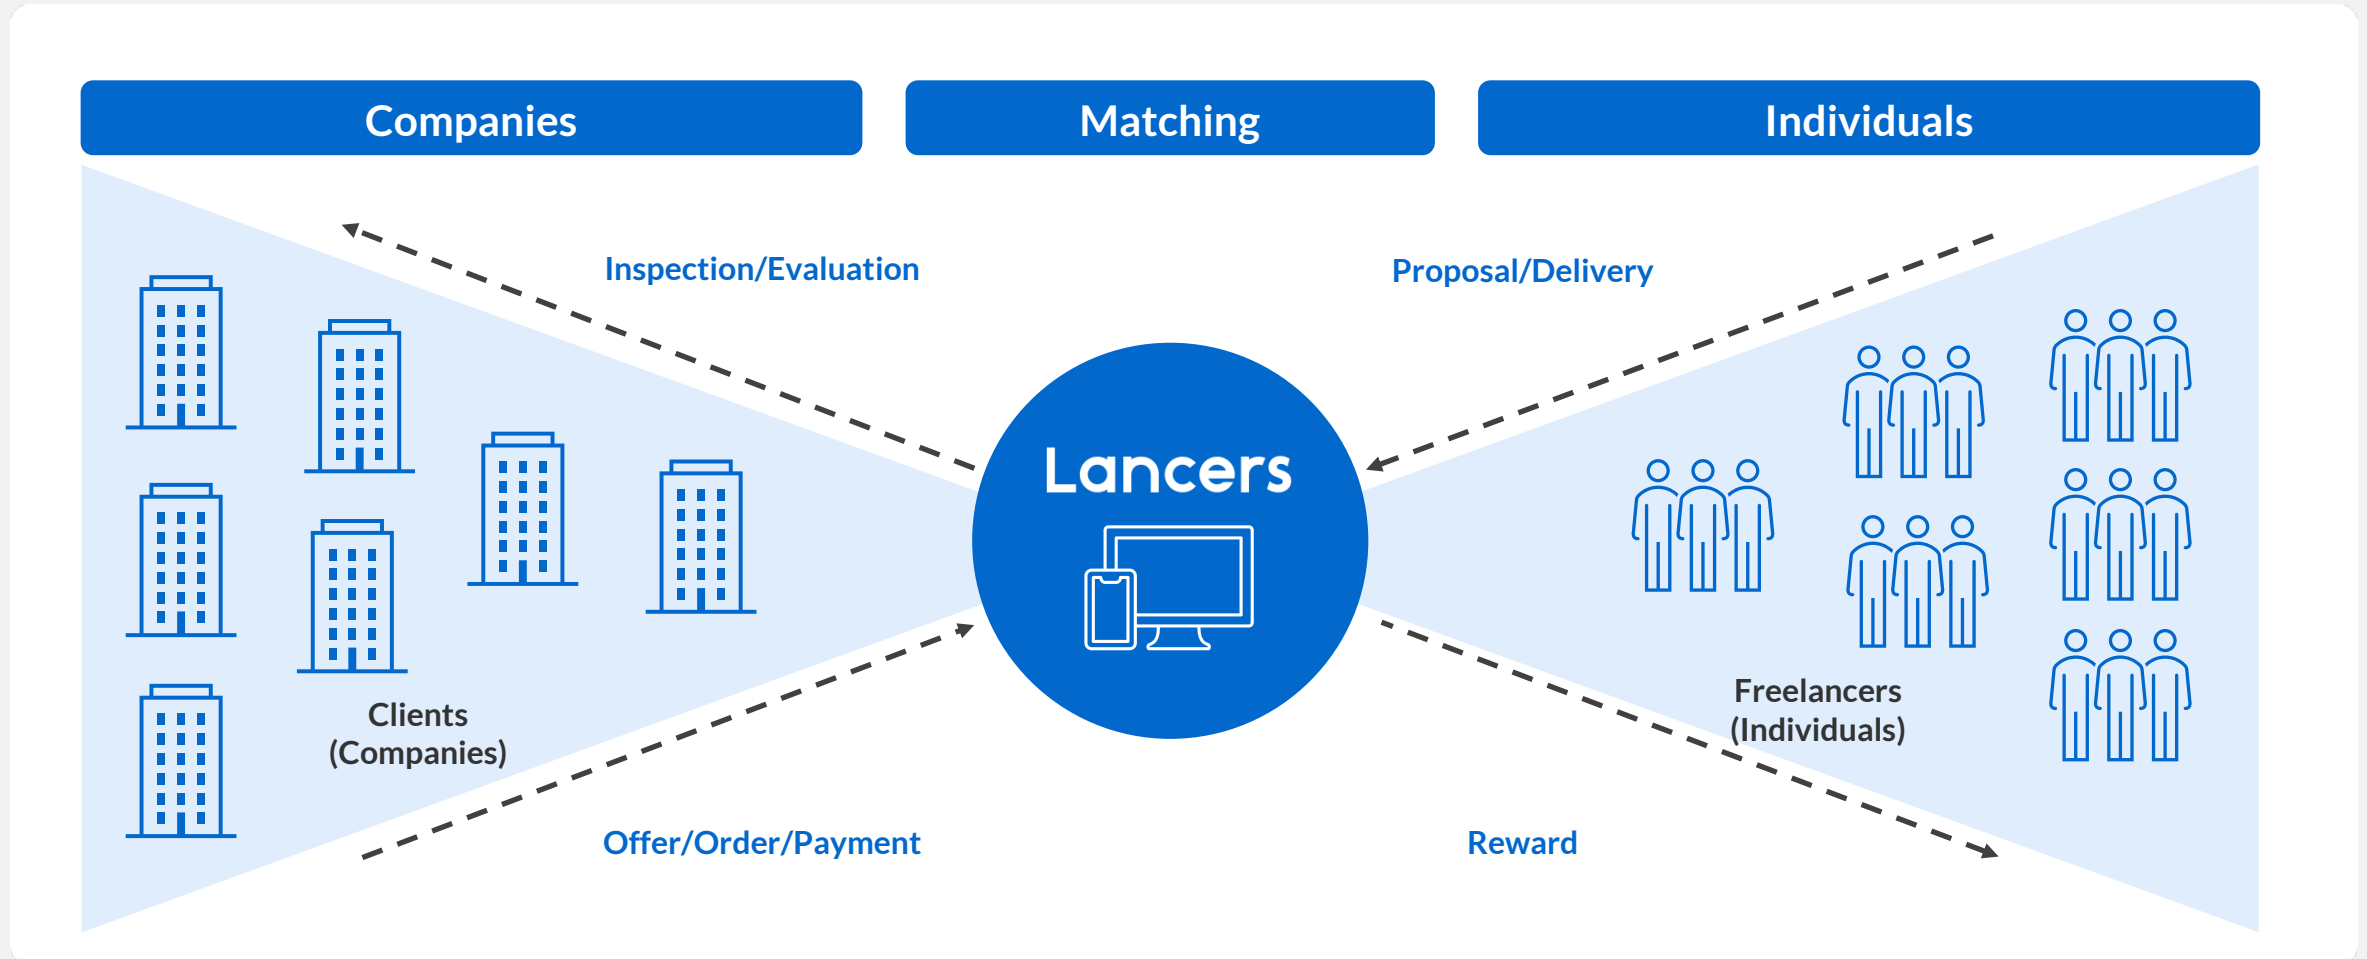 Companies
Matching
Individuals
Inspection/Evaluation
Proposal/Delivery
Lancers
Clients
(Companies)
Freelancers
(Individuals)
Offer/Order/Payment
Reward